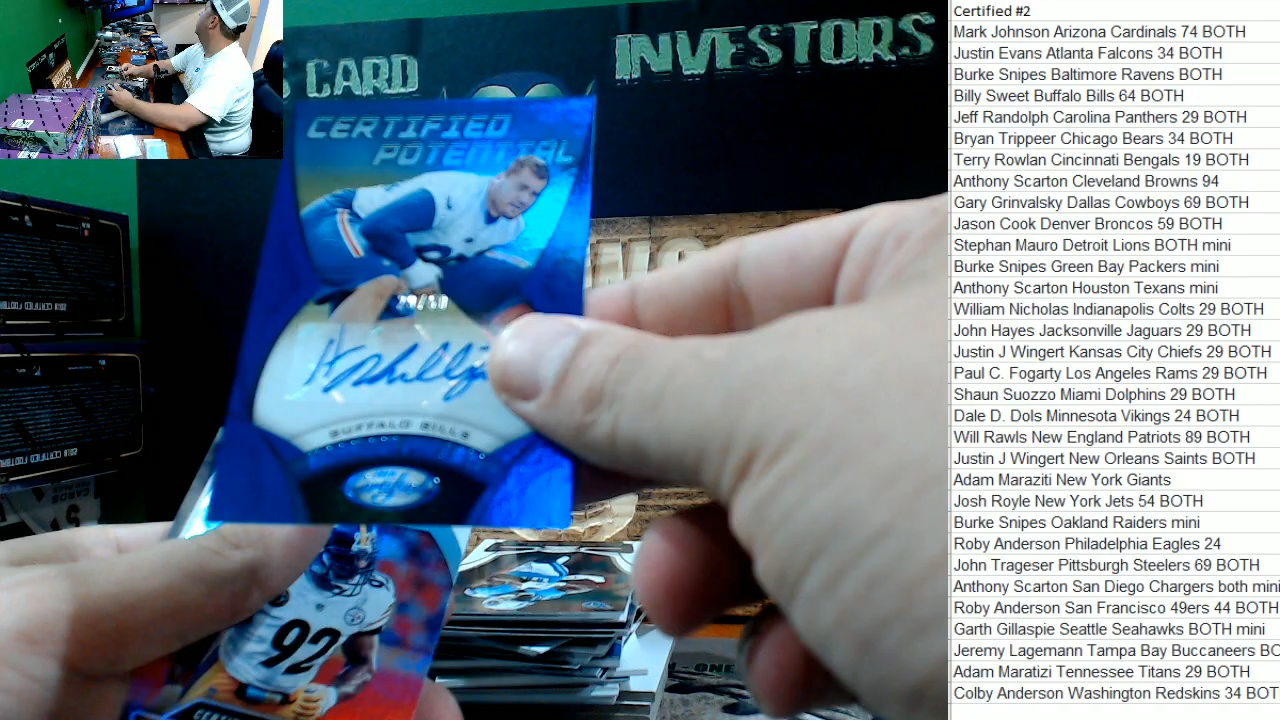 CARD INVESTORS
CERTIFIED
POTENTIAL
BUFFALO BILLS
92
Certified #2
Mark Johnson Arizona Cardinals 74 BOTH
Justin Evans Atlanta Falcons 34 BOTH
Burke Snipes Baltimore Ravens BOTH
Billy Sweet Buffalo Bills 64 BOTH
Jeff Randolph Carolina Panthers 29 BOTH
Bryan Trippeer Chicago Bears 34 BOTH
Terry Rowlan Cincinnati Bengals 19 BOTH
Anthony Scarton Cleveland Browns 94
Gary Grinvalsky Dallas Cowboys 69 BOTH
Jason Cook Denver Broncos 59 BOTH
Stephan Mauro Detroit Lions BOTH mini
Burke Snipes Green Bay Packers mini
Anthony Scarton Houston Texans mini
William Nicholas Indianapolis Colts 29 BOTH
John Hayes Jacksonville Jaguars 29 BOTH
Justin J Wingert Kansas City Chiefs 29 BOTH
Paul C. Fogarty Los Angeles Rams 29 BOTH
Shaun Suozzo Miami Dolphins 29 BOTH
Dale D. Dols Minnesota Vikings 24 BOTH
Will Rawls New England Patriots 89 BOTH
Justin J Wingert New Orleans Saints BOTH
Adam Maraziti New York Giants
Josh Royle New York Jets 54 BOTH
Burke Snipes Oakland Raiders mini
Roby Anderson Philadelphia Eagles 24
John Trageser Pittsburgh Steelers 69 BOTH
Anthony Scarton San Diego Chargers both mini
Roby Anderson San Francisco 49ers 44 BOTH
Garth Gillaspie Seattle Seahawks BOTH mini
Jeremy Lagemann Tampa Bay Buccaneers BO
Adam Maratizi Tennessee Titans 29 BOTH
Colby Anderson Washington Redskins 34 BOTH